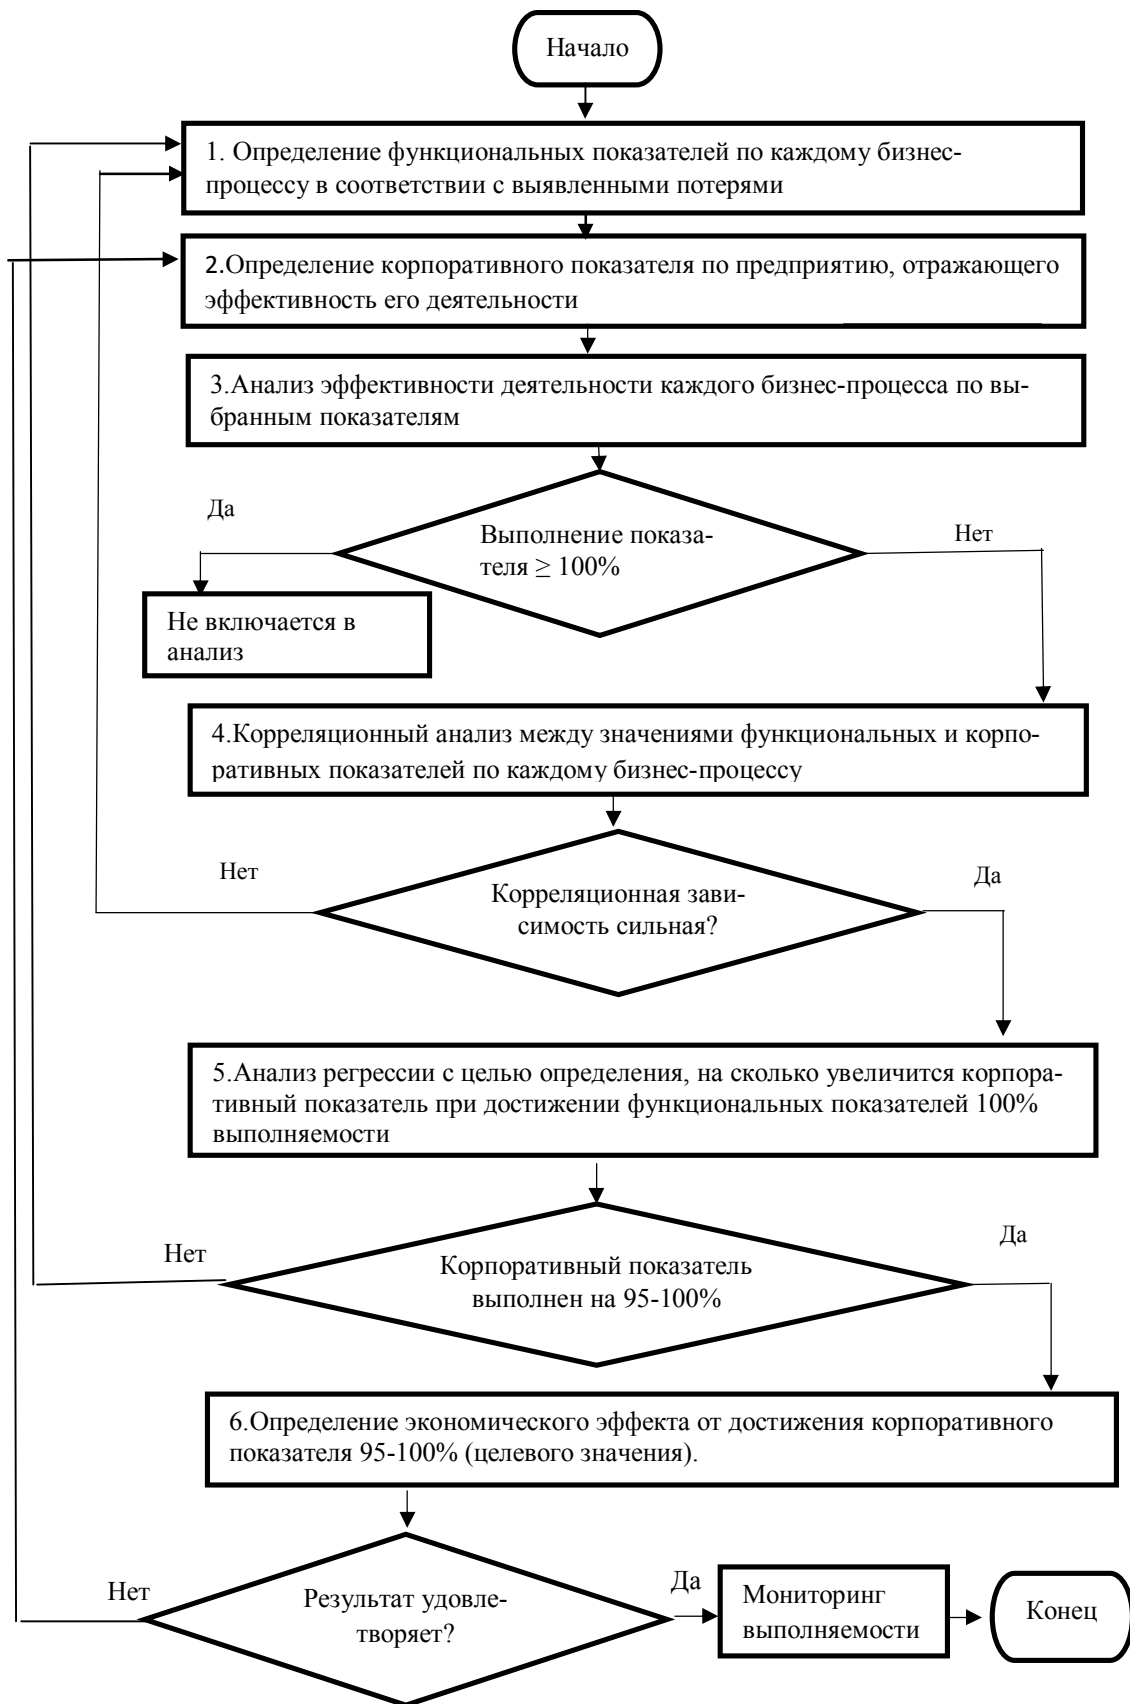 Начало
1. Определение функциональных показателей по каждому бизнес-
процессу в соответствии с выявленными потерями
2.Определение корпоративного показателя по предприятию, отражающего
эффективность его деятельности
3.Анализ эффективности деятельности каждого бизнес-процесса по вы-
бранным показателям
Да
Выполнение показа-
теля ≥ 100%
Нет
Не включается в
анализ
4.Корреляционный анализ между значениями функциональных и корпо-
ративных показателей по каждому бизнес-процессу
Нет
Корреляционная зави-
симость сильная?
Да
5.Анализ регрессии с целью определения, на сколько увеличится корпора-
тивный показатель при достижении функциональных показателей 100%
выполняемости
Нет
Корпоративный показатель
выполнен на 95-100%
Да
6.Определение экономического эффекта от достижения корпоративного
показателя 95-100% (целевого значения).
Нет
Результат удовле-
творяет?
Да
Мониторинг
выполняемости
Конец